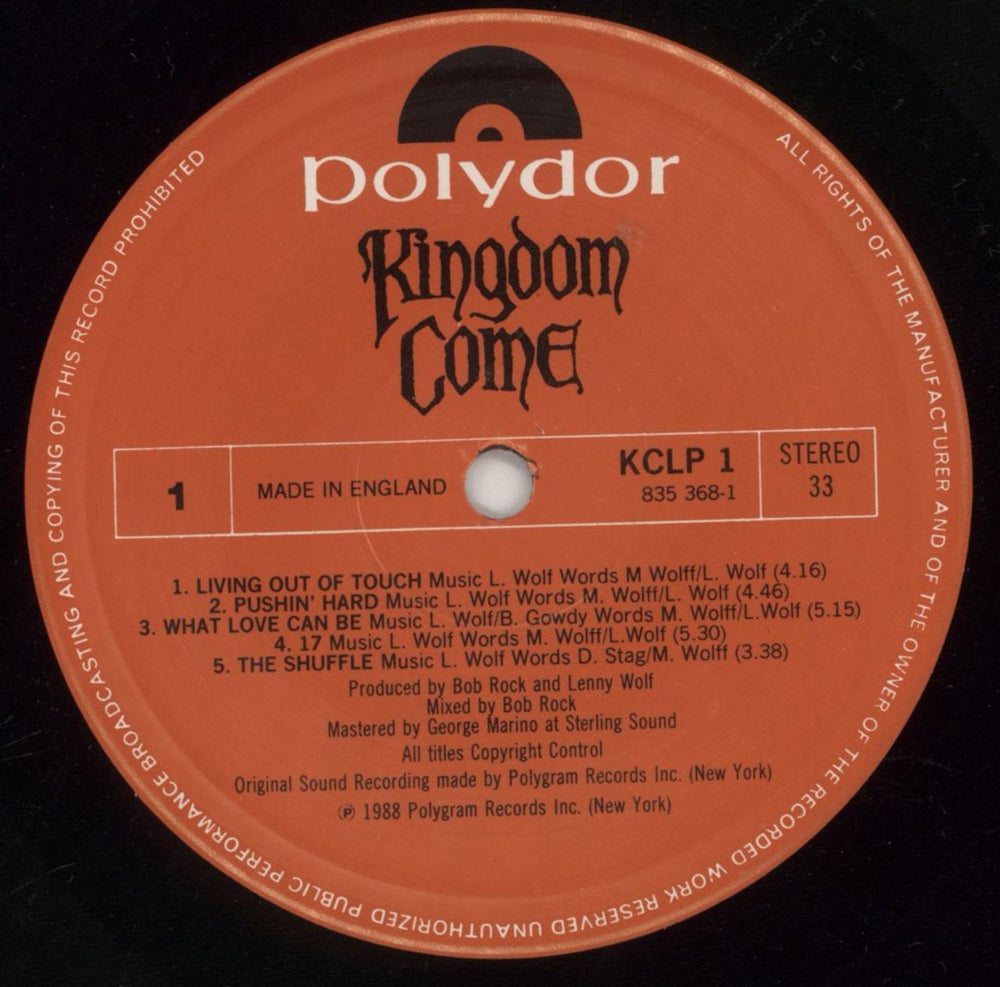 polydor
Kingdom
Come
1
MADE IN ENGLAND
KCLP 1
835 368-1
STEREO
33
1. LIVING OUT OF TOUCH Music L. Wolf Words M Wolff/L. Wolf (4.16)
2. PUSHIN' HARD Music L. Wolf Words M. Wolff/L. Wolf (4.46)
3. WHAT LOVE CAN BE Music L. Wolf/B. Gowdy Words M. Wolff/L.Wolf (5.15)
4. 17 Music L. Wolf Words M. Wolff/L.Wolf (5.30)
5. THE SHUFFLE Music L. Wolf Words D. Stag/M. Wolff (3.38)
Produced by Bob Rock and Lenny Wolf
Mixed by Bob Rock
Mastered by George Marino at Sterling Sound
All titles Copyright Control
Original Sound Recording made by Polygram Records Inc. (New York)
℗ 1988 Polygram Records Inc. (New York)
ALL RIGHTS OF THE MANUFACTURER AND OF THE OWNER OF THE RECORDED WORK RESERVED UNAUTHORIZED PUBLIC PERFORMANCE BROADCASTING AND COPYING OF THIS RECORD PROHIBITED